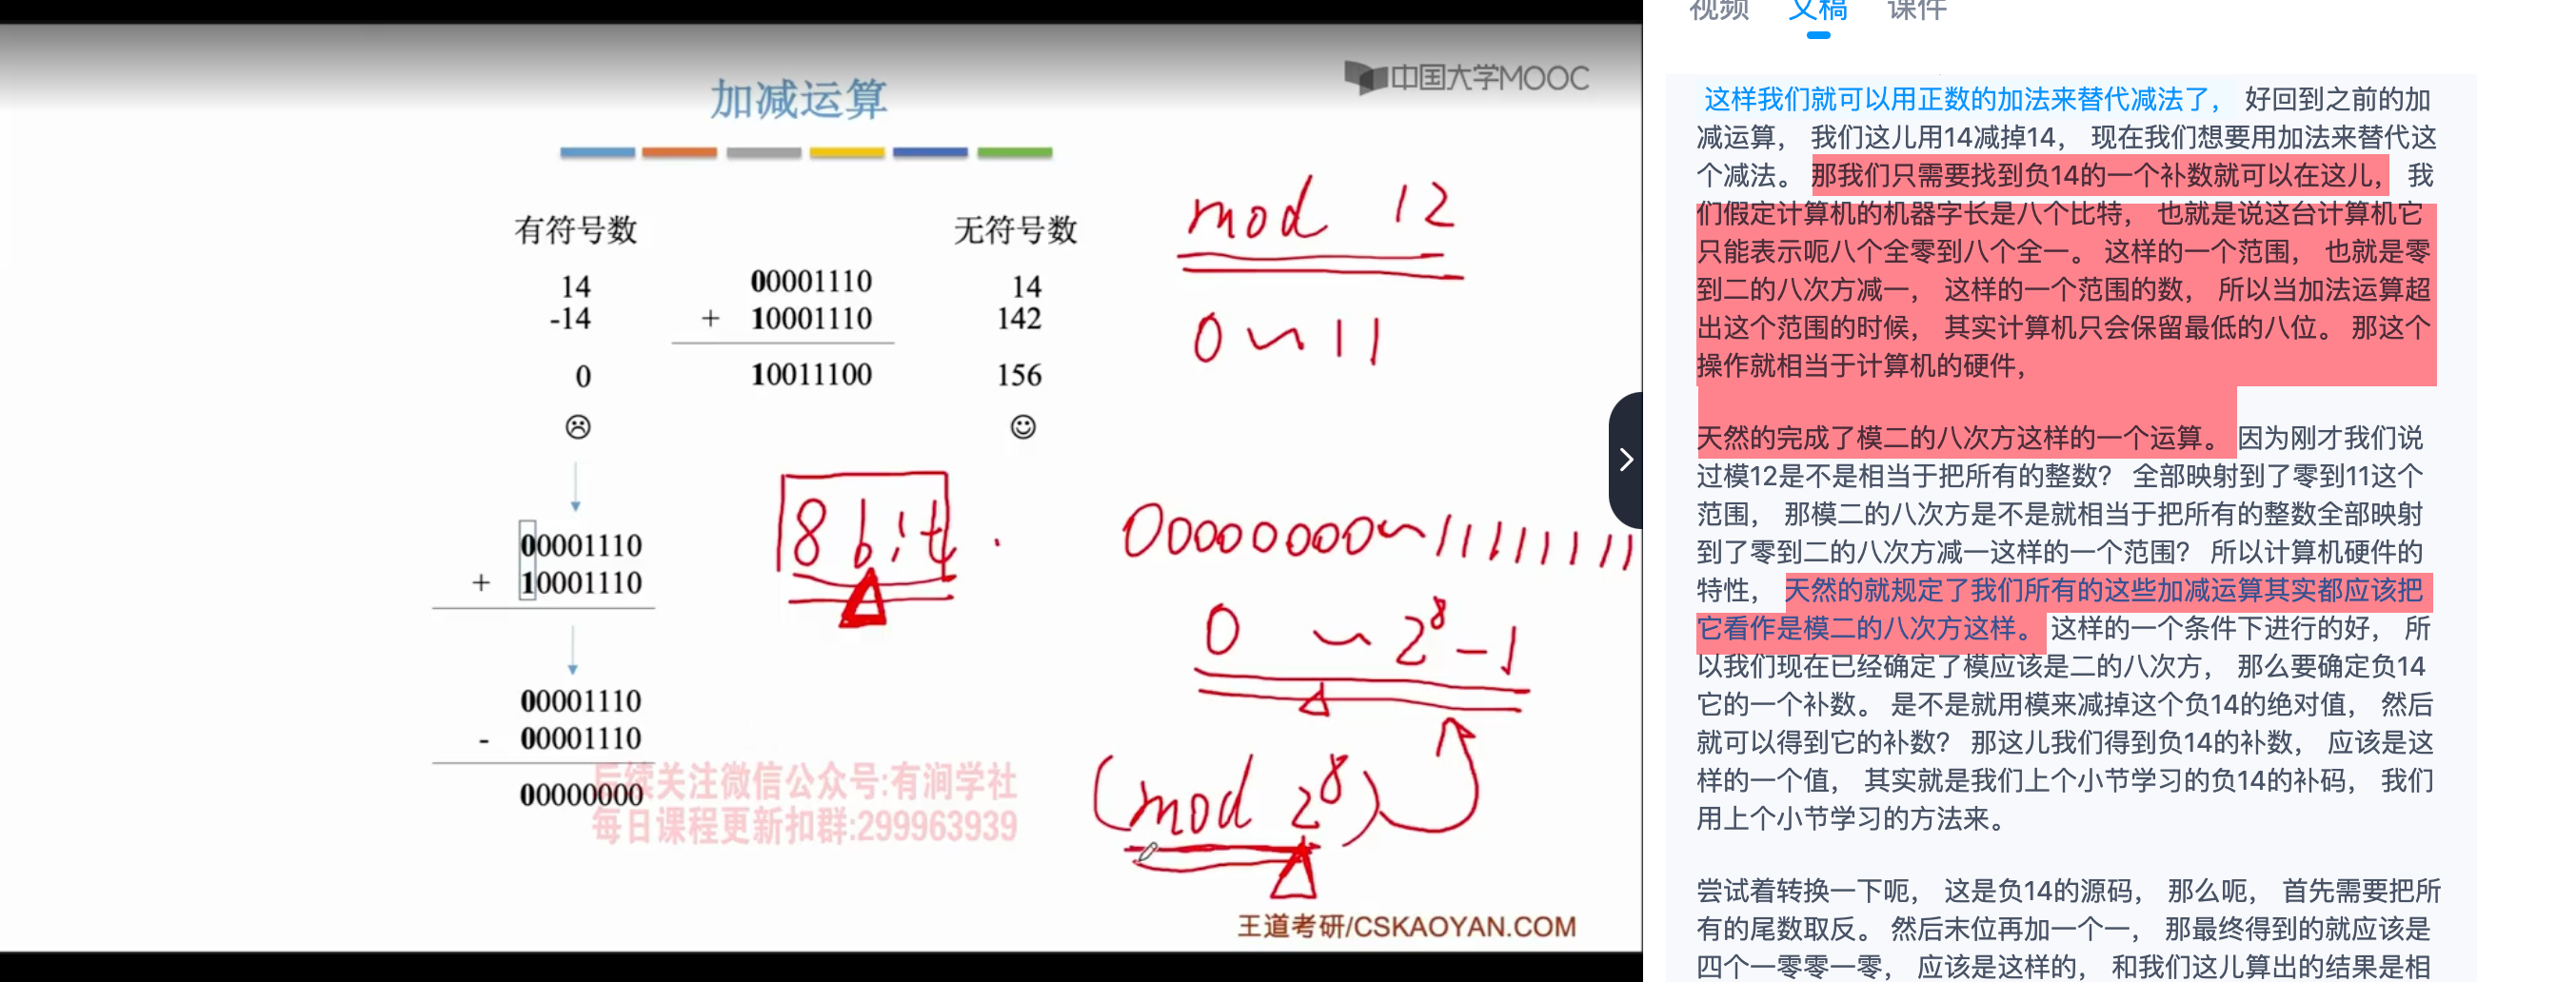 加减运算
中国大学MOOC
有符号数
无符号数
14
00001110
14
-14
+ 10001110
142
0
10011100
156
00001110
+ 10001110
00001110
- 00001110
00000000
mod 12
0~11
8 bit.
00000000~11111111
0 ~ 2⁸-1
(mod 2⁸)
后续关注微信公众号:有涧学社
每日课程更新扣群:299963939
王道考研/CSKAOYAN.COM
视频 文稿 课件
这样我们就可以用正数的加法来替代减法了， 好回到之前的加
减运算， 我们这儿用14减掉14， 现在我们想要用加法来替代这
个减法。 那我们只需要找到负14的一个补数就可以在这儿， 我
们假定计算机的机器字长是八个比特， 也就是说这台计算机它
只能表示呃八个全零到八个全一。 这样的一个范围， 也就是零
到二的八次方减一， 这样的一个范围的数， 所以当加法运算超
出这个范围的时候， 其实计算机只会保留最低的八位。 那这个
操作就相当于计算机的硬件，
天然的完成了模二的八次方这样的一个运算。 因为刚才我们说
过模12是不是相当于把所有的整数？ 全部映射到了零到11这个
范围， 那模二的八次方是不是就相当于把所有的整数全部映射
到了零到二的八次方减一这样的一个范围？ 所以计算机硬件的
特性， 天然的就规定了我们所有的这些加减运算其实都应该把
它看作是模二的八次方这样。 这样的一个条件下进行的好， 所
以我们现在已经确定了模应该是二的八次方， 那么要确定负14
它的一个补数。 是不是就用模来减掉这个负14的绝对值， 然后
就可以得到它的补数？ 那这儿我们得到负14的补数， 应该是这
样的一个值， 其实就是我们上个小节学习的负14的补码， 我们
用上个小节学习的方法来。
尝试着转换一下呃， 这是负14的源码， 那么呃， 首先需要把所
有的尾数取反。 然后末位再加一个一， 那最终得到的就应该是
四个一零零一零， 应该是这样的， 和我们这儿算出的结果是相